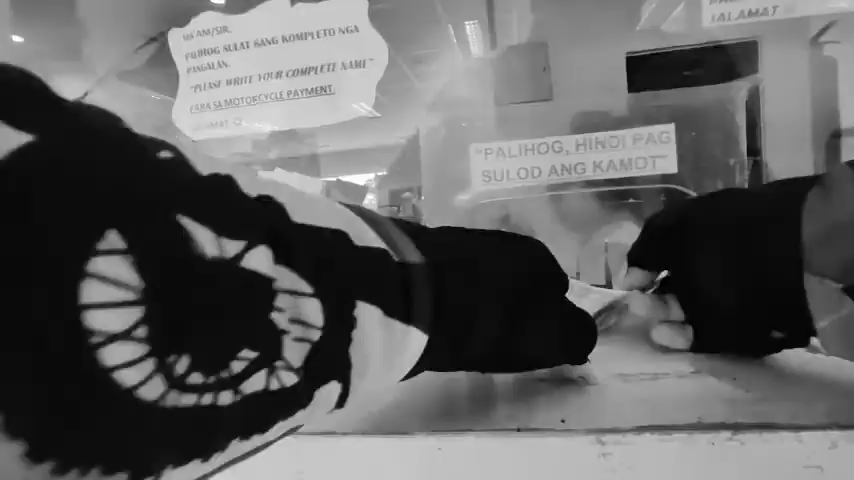 MA'AM/SIR,
PALIHOG SULAT SANG KOMPLETO NGA
PANGALAN.
"PLEASE WRITE YOUR COMPLETE NAME"
PARA SA MOTORCYCLE PAYMENT.
SALAMAT
SALAMAT
"PALIHOG, HINDI PAG
SULOD ANG KAMOT"